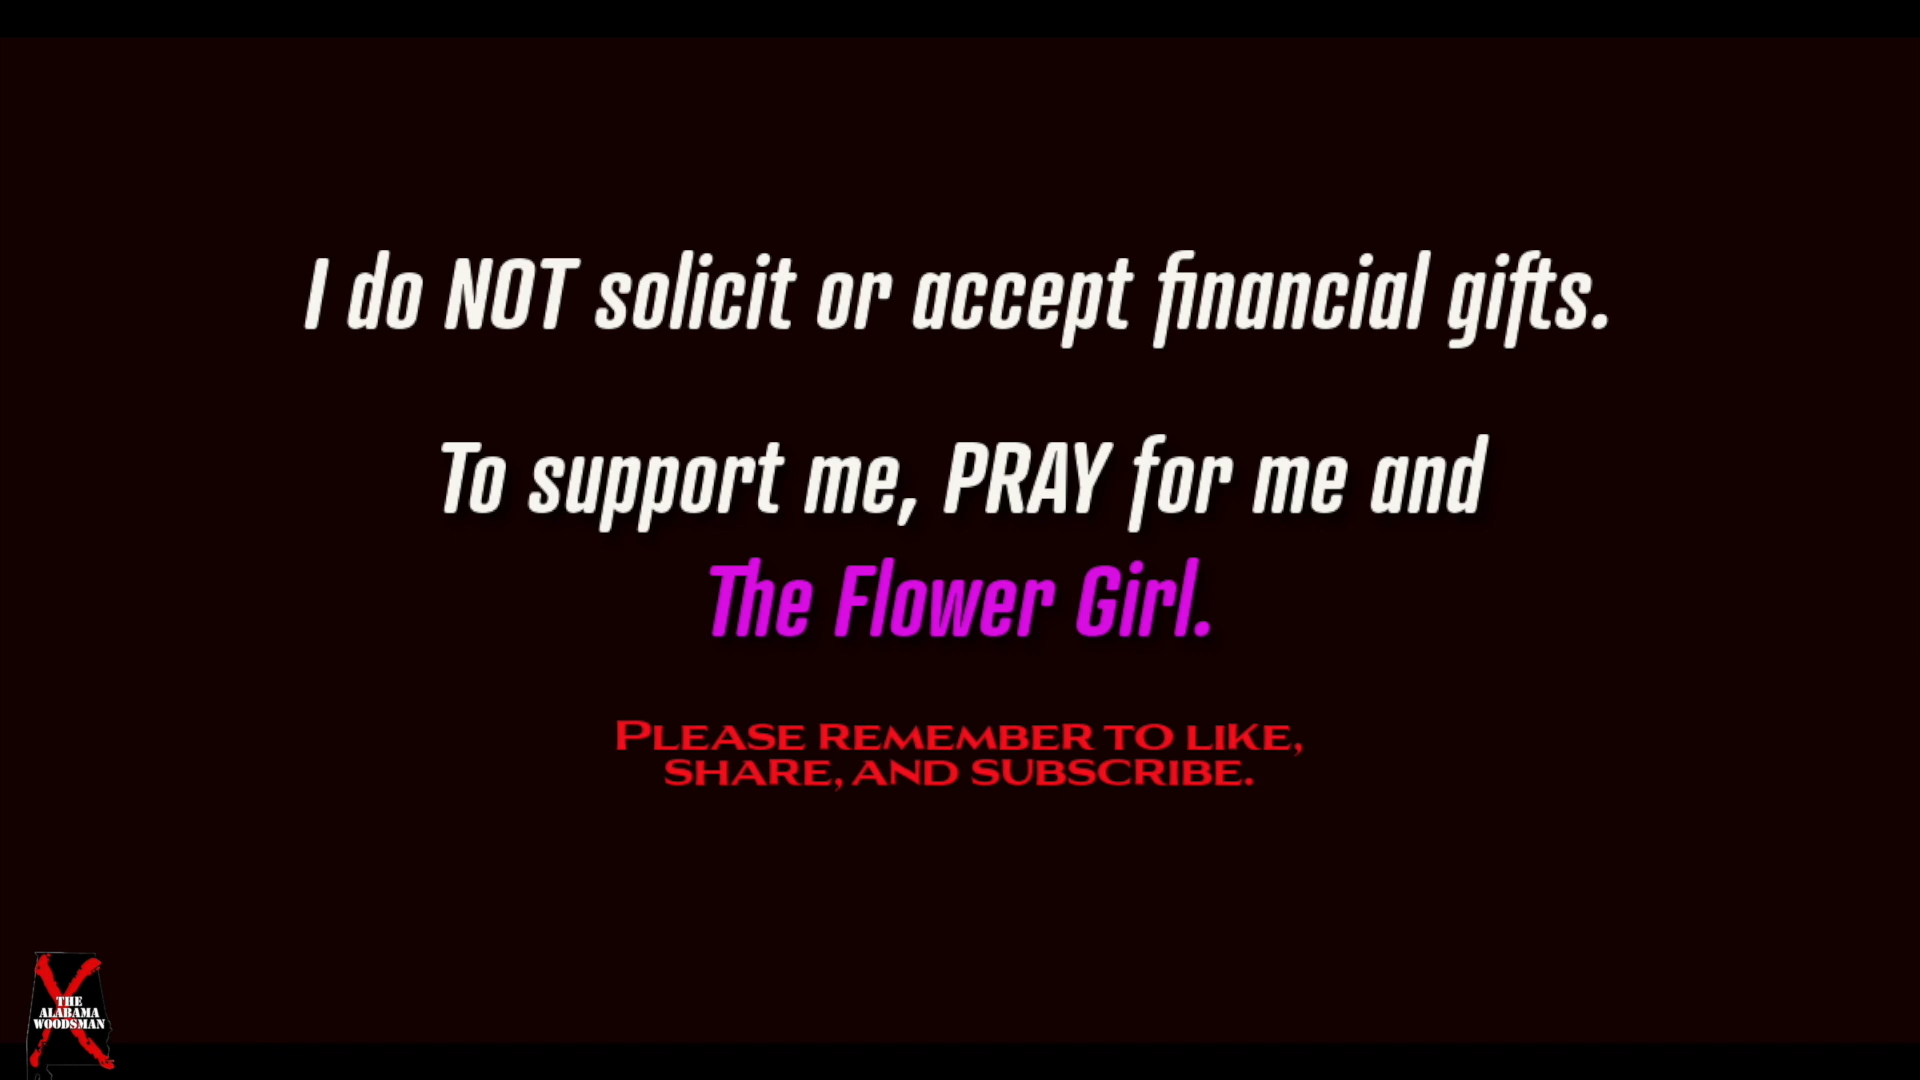 I do NOT solicit or accept financial gifts.
To support me, PRAY for me and
The Flower Girl.
PLEASE REMEMBER TO LIKE,
SHARE, AND SUBSCRIBE.
THE
ALABAMA
WOODSMAN